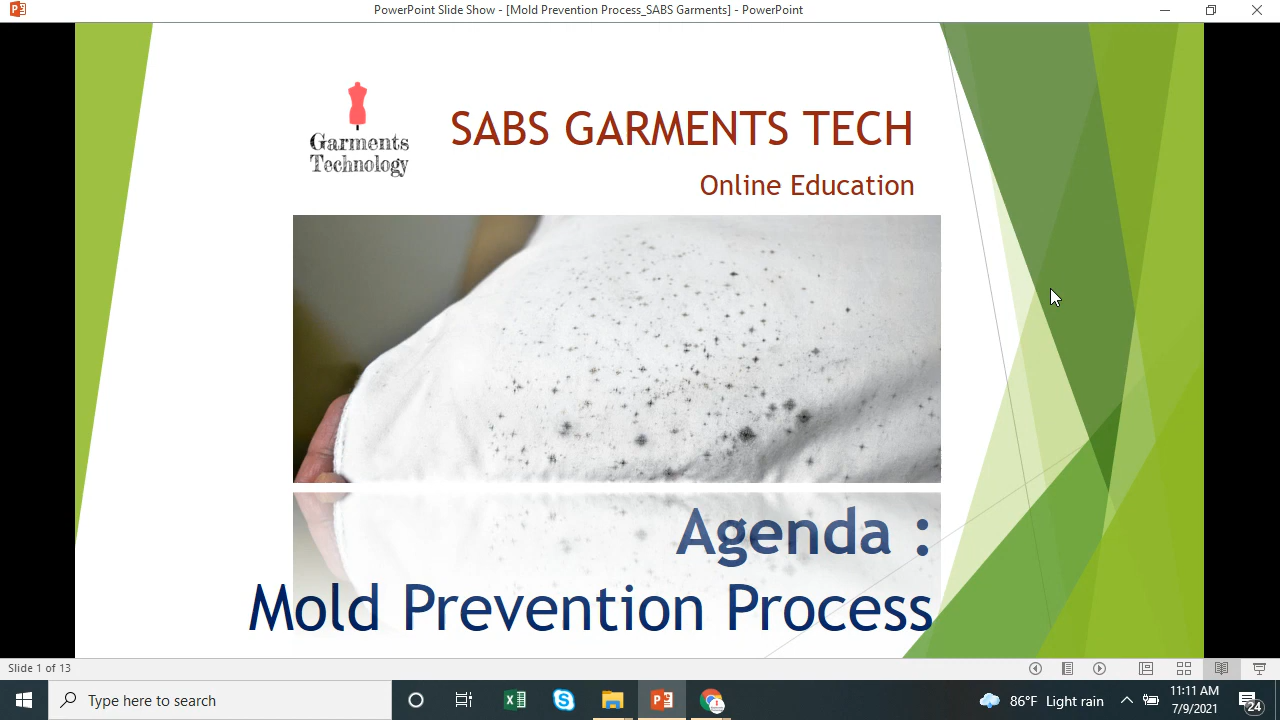 PowerPoint Slide Show - [Mold Prevention Process_SABS Garments] - PowerPoint
Garments
Technology
SABS GARMENTS TECH
Online Education
Agenda :
Mold Prevention Process
Slide 1 of 13
Type here to search
86°F Light rain
11:11 AM
7/9/2021
24